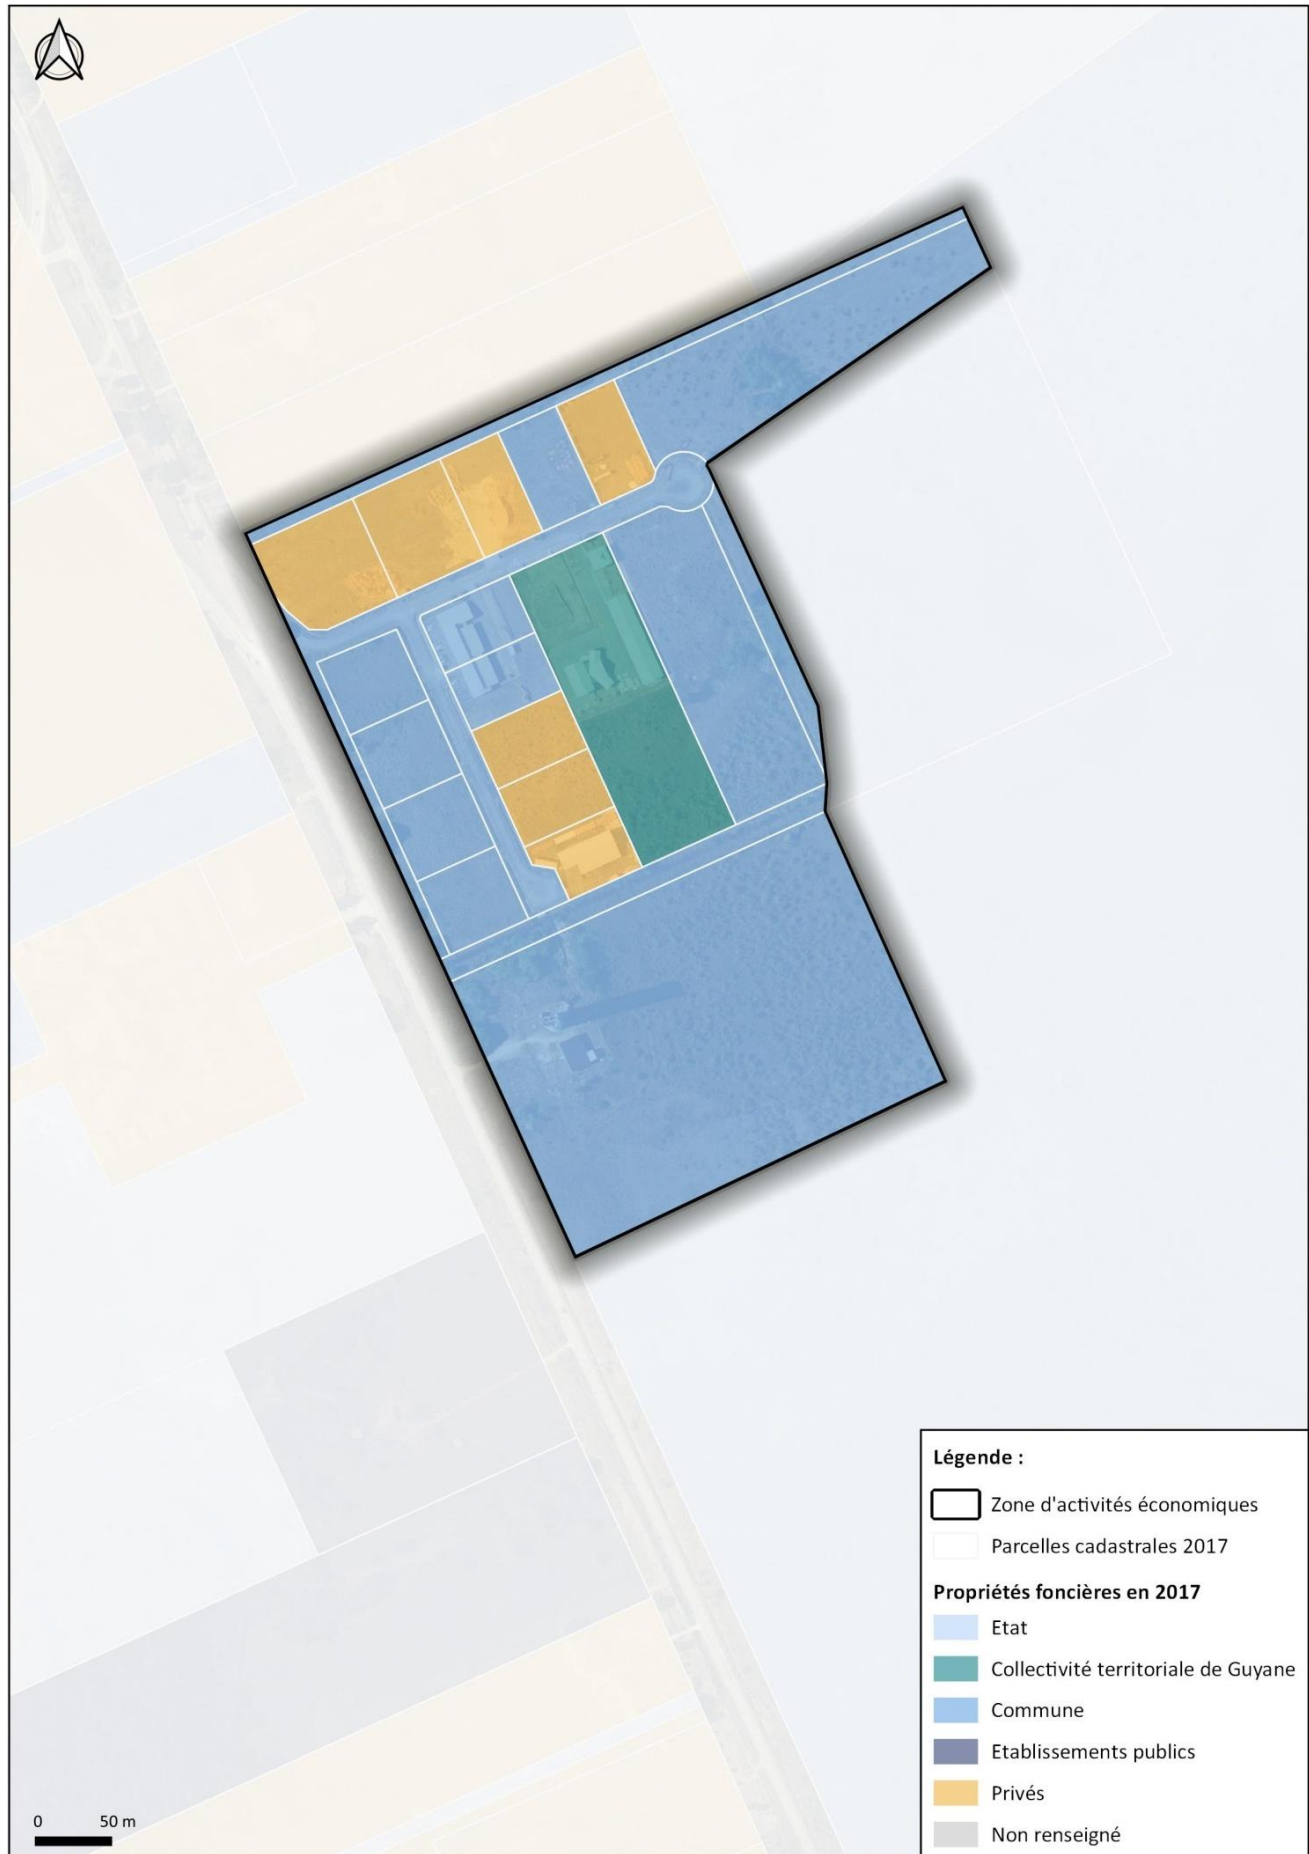 Légende :
Zone d'activités économiques
Parcelles cadastrales 2017
Propriétés foncières en 2017
Etat
Collectivité territoriale de Guyane
Commune
Etablissements publics
Privés
Non renseigné
0 50 m